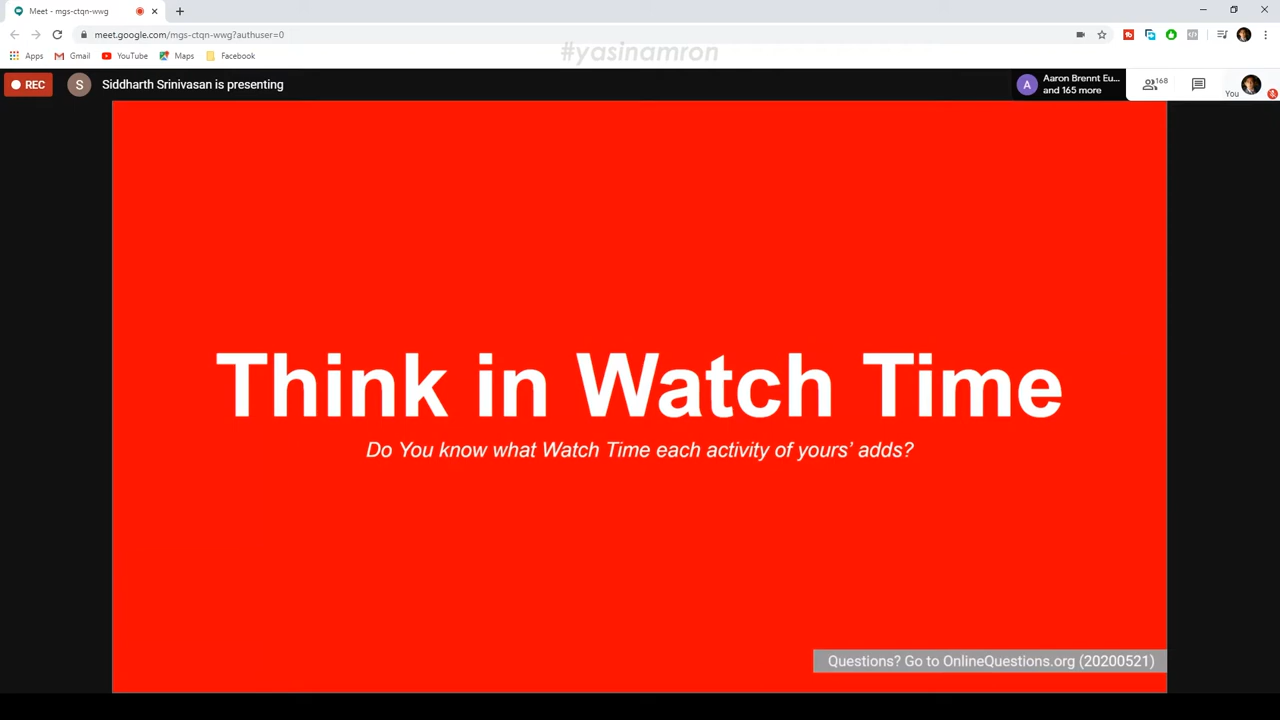 Meet - mgs-ctqn-wwg
meet.google.com/mgs-ctqn-wwg?authuser=0
Apps
Gmail
YouTube
Maps
Facebook
#yasinamron
REC
S
Siddharth Srinivasan is presenting
A
Aaron Brennt Eu...
and 165 more
168
You
Think in Watch Time
Do You know what Watch Time each activity of yours’ adds?
Questions? Go to OnlineQuestions.org (20200521)